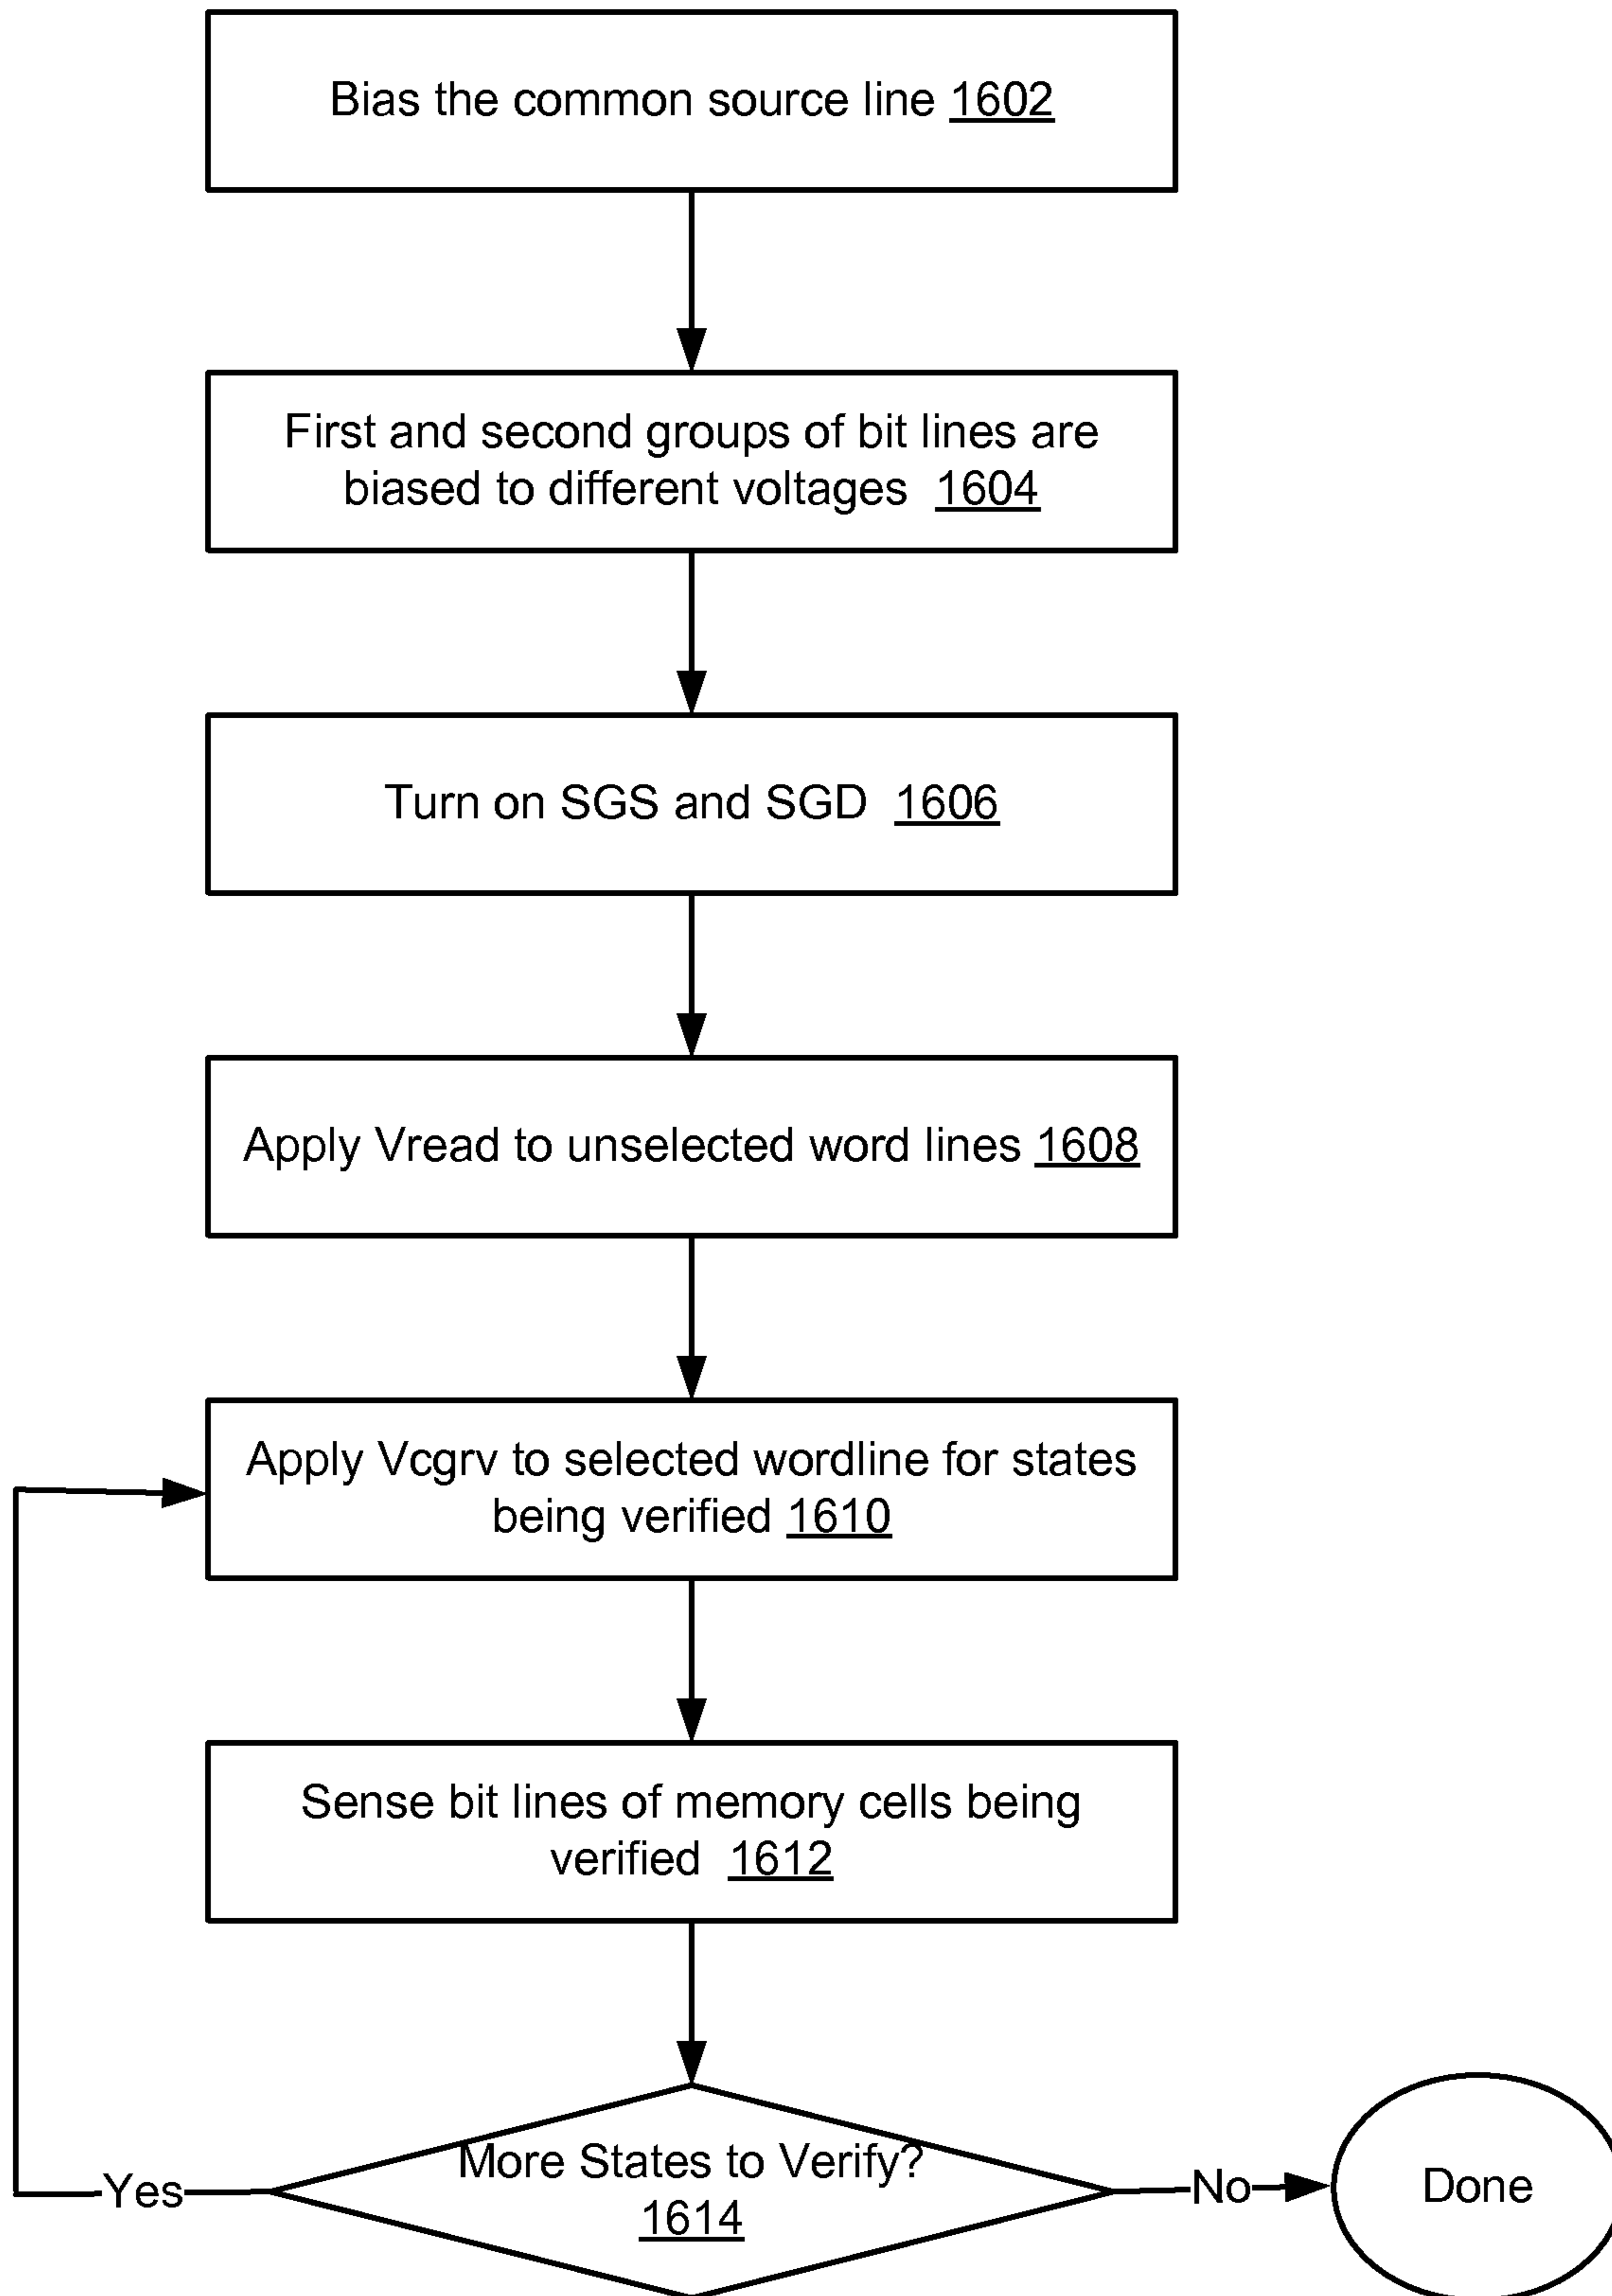 Bias the common source line 1602
First and second groups of bit lines are
biased to different voltages 1604
Turn on SGS and SGD 1606
Apply Vread to unselected word lines 1608
Apply Vcgrv to selected wordline for states
being verified 1610
Sense bit lines of memory cells being
verified 1612
More States to Verify?
1614
Yes
No
Done